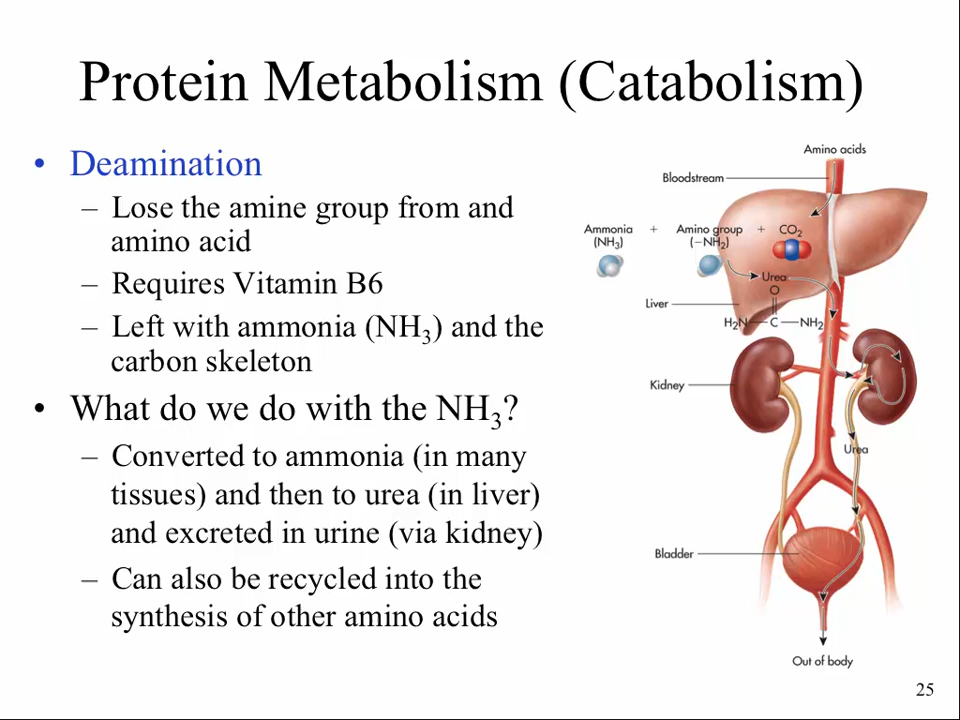 Protein Metabolism (Catabolism)
• Deamination
– Lose the amine group from and
amino acid
– Requires Vitamin B6
– Left with ammonia (NH3) and the
carbon skeleton
• What do we do with the NH3?
– Converted to ammonia (in many
tissues) and then to urea (in liver)
and excreted in urine (via kidney)
– Can also be recycled into the
synthesis of other amino acids
Amino acids
Bloodstream
Ammonia + Amino group + CO2
(NH3) (–NH2)
Urea
O
Liver
H2N C NH2
Kidney
Urea
Bladder
Out of body
25